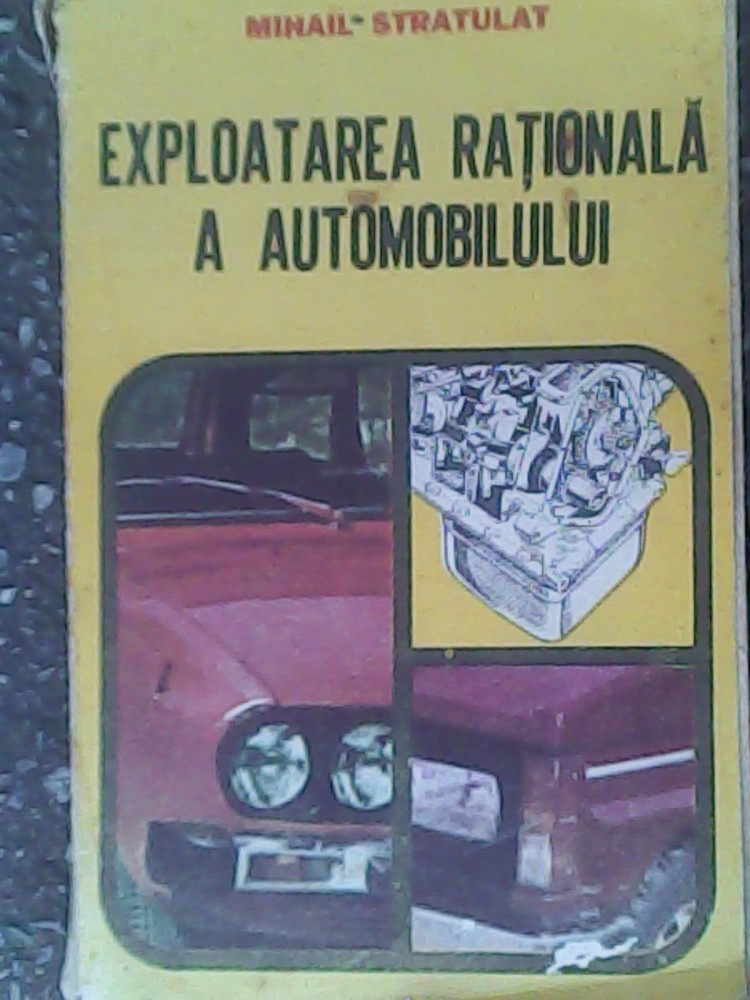 MIHAIL STRATULAT
EXPLOATAREA RAȚIONALĂ
A AUTOMOBILULUI